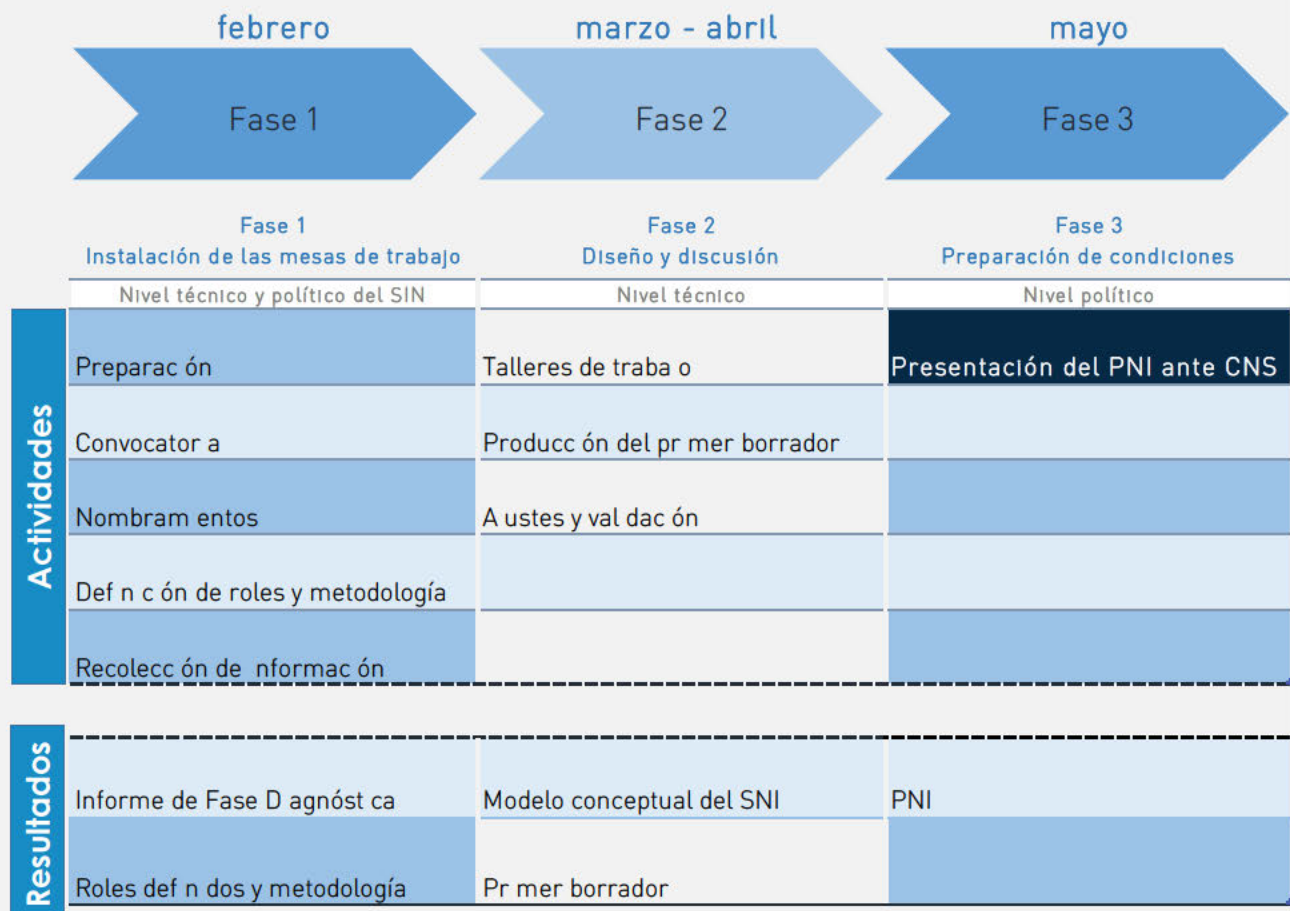 febrero
marzo - abril
mayo
Fase 1
Fase 2
Fase 3
Fase 1
Instalación de las mesas de trabajo
Fase 2
Diseño y discusión
Fase 3
Preparación de condiciones
Nivel técnico y político del SIN
Nivel técnico
Nivel político
Actividades
Preparac ón
Talleres de traba o
Presentación del PNI ante CNS
Convocator a
Producc ón del pr mer borrador
Nombram entos
A ustes y val dac ón
Def n c ón de roles y metodología
Recolecc ón de  nformac ón
Resultados
Informe de Fase D agnóst ca
Modelo conceptual del SNI
PNI
Roles def n dos y metodología
Pr mer borrador